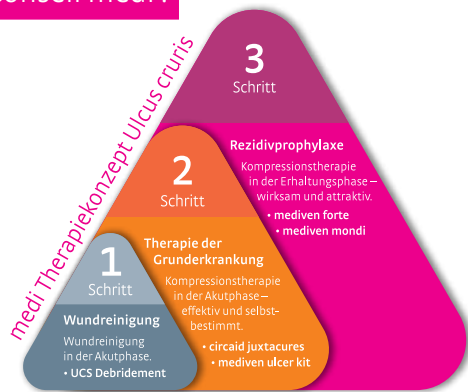 medi Therapiekonzept Ulcus cruris
3
Schritt
Rezidivprophylaxe
Kompressionstherapie
in der Erhaltungsphase –
wirksam und attraktiv.
• mediven forte
• mediven mondi
2
Schritt
Therapie der
Grunderkrankung
Kompressionstherapie
in der Akutphase –
effektiv und selbst-
bestimmt.
• circaid juxtacures
• mediven ulcer kit
1
Schritt
Wundreinigung
Wundreinigung
in der Akutphase.
• UCS Debridement